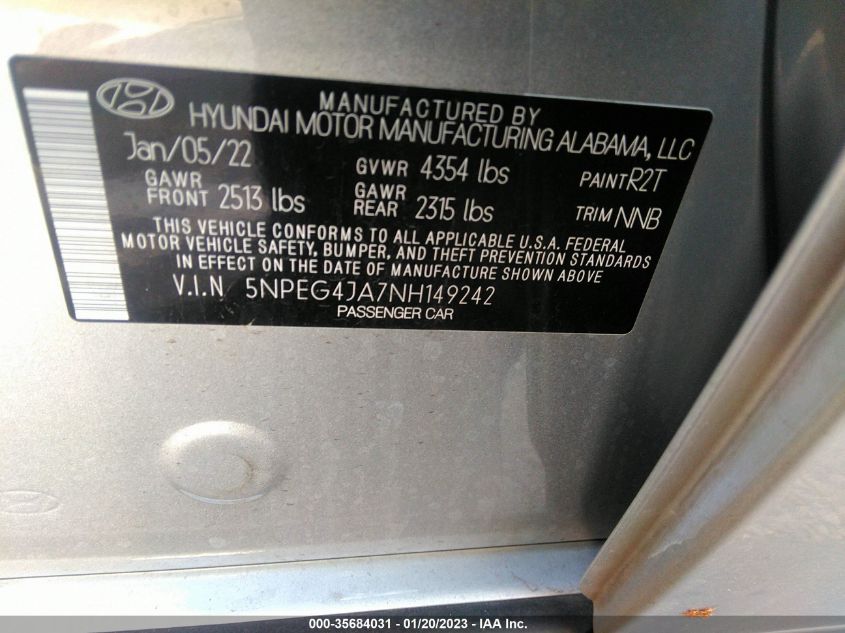 MANUFACTURED BY
HYUNDAI MOTOR MANUFACTURING ALABAMA, LLC
Jan/05/22 GVWR 4354 lbs PAINT R2T
GAWR FRONT 2513 lbs GAWR REAR 2315 lbs TRIM NNB
THIS VEHICLE CONFORMS TO ALL APPLICABLE U.S.A. FEDERAL
MOTOR VEHICLE SAFETY, BUMPER, AND THEFT PREVENTION STANDARDS
IN EFFECT ON THE DATE OF MANUFACTURE SHOWN ABOVE
V.I.N 5NPEG4JA7NH149242
PASSENGER CAR
000-35684031 - 01/20/2023 - IAA Inc.